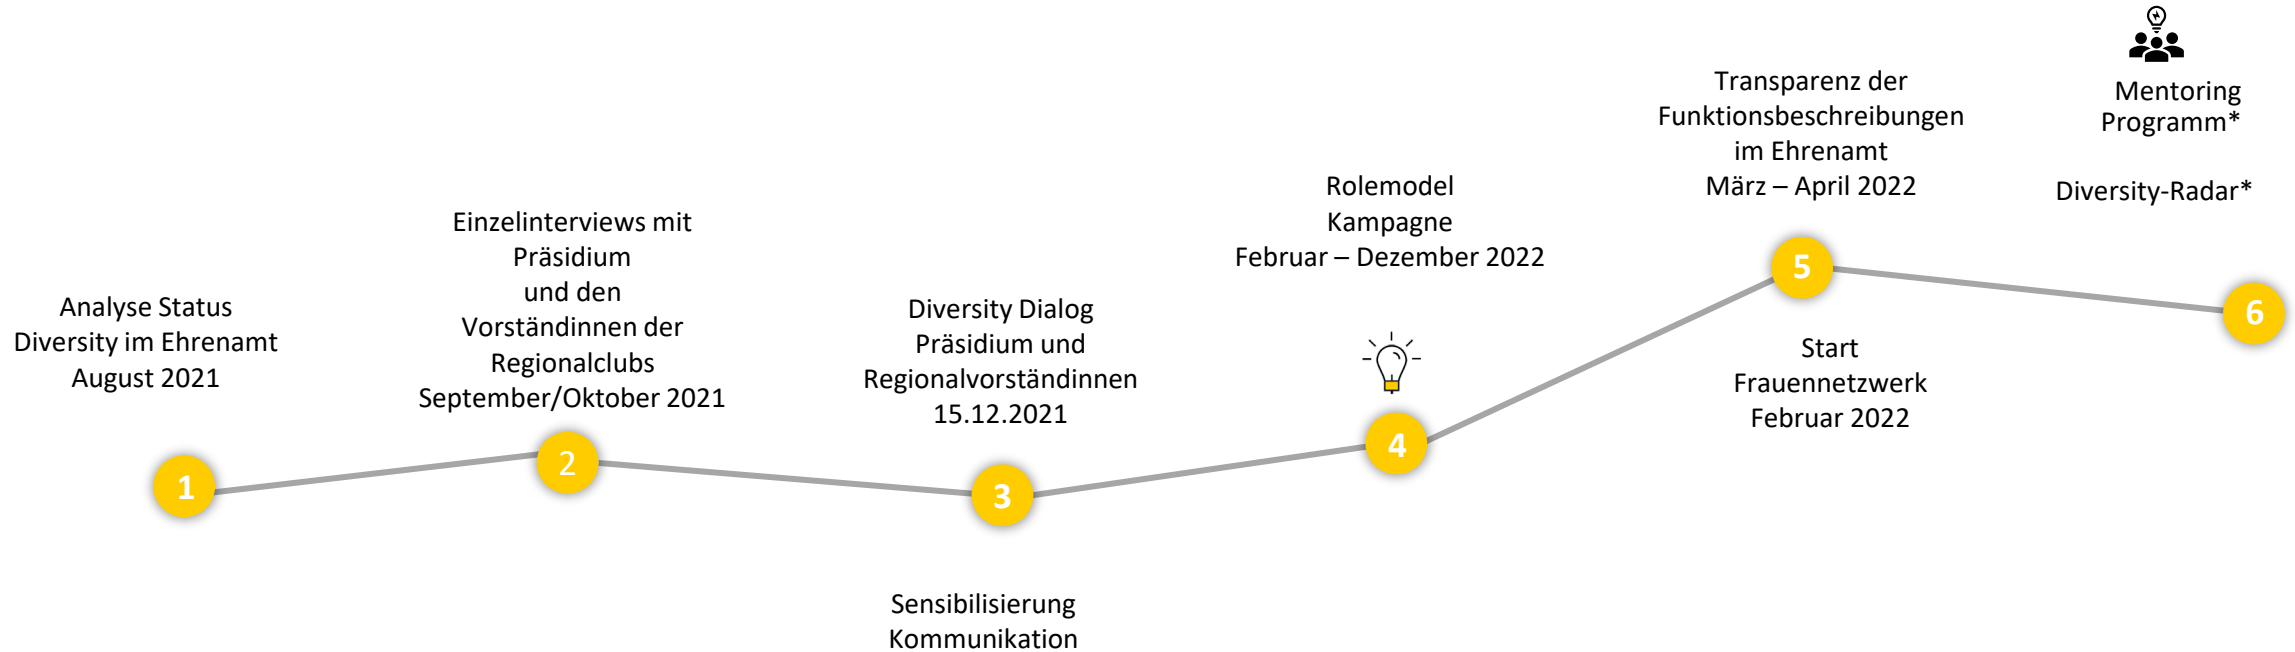 Analyse Status
Diversity im Ehrenamt
August 2021
1
Einzelinterviews mit
Präsidium
und den
Vorständinnen der
Regionalclubs
September/Oktober 2021
2
Diversity Dialog
Präsidium und
Regionalvorständinnen
15.12.2021
3
Sensibilisierung
Kommunikation
Rolemodel
Kampagne
Februar – Dezember 2022
4
Transparenz der
Funktionsbeschreibungen
im Ehrenamt
März – April 2022
5
Start
Frauennetzwerk
Februar 2022
Mentoring
Programm*
Diversity-Radar*
6